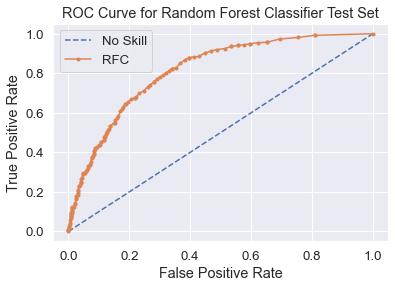 ROC Curve for Random Forest Classifier Test Set
No Skill
RFC
True Positive Rate
1.0
0.8
0.6
0.4
0.2
0.0
0.0 0.2 0.4 0.6 0.8 1.0
False Positive Rate